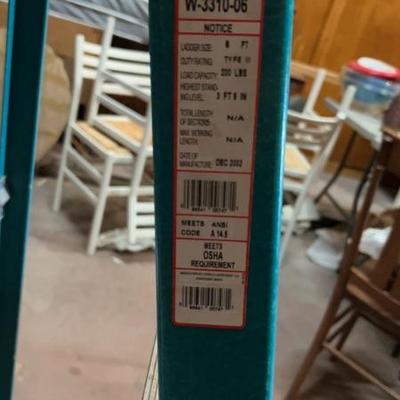 W-3310-06
NOTICE
LADDER SIZE: 6 FT
DUTY RATING: TYPE III
LOAD CAPACITY: 200 LBS
HIGHEST STAND-
ING LEVEL: 3 FT 8 IN
TOTAL LENGTH
OF SECTIONS: N/A
MAX. WORKING
LENGTH: N/A
DATE OF
MANUFACTURE: DEC 2002
MEETS ANSI
CODE A 14.5
MEETS
OSHA
REQUIREMENT